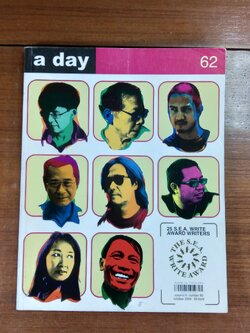 a day
62
25 S.E.A. WRITE
AWARD WRITERS
THE S.E.A.
WRITE AWARD